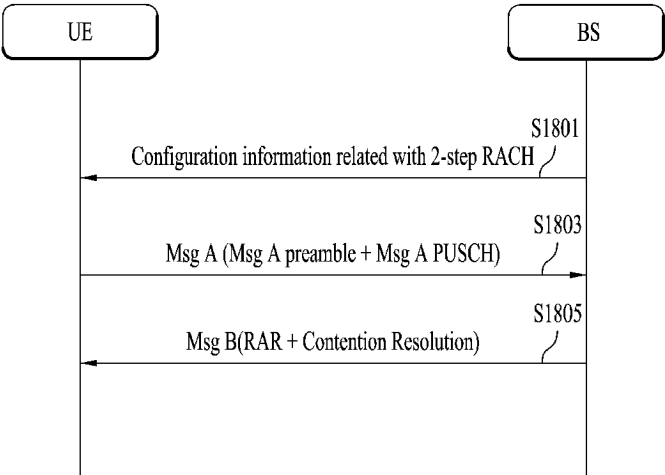 UE
BS
S1801
Configuration information related with 2-step RACH
S1803
Msg A (Msg A preamble + Msg A PUSCH)
S1805
Msg B(RAR + Contention Resolution)